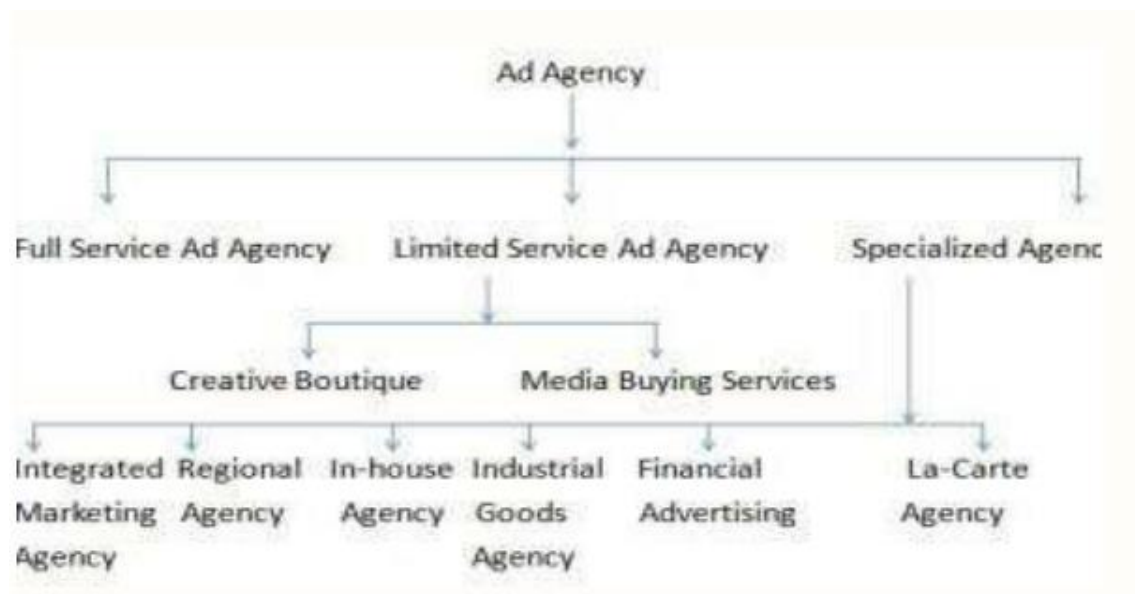 Ad Agency
Full Service Ad Agency Limited Service Ad Agency Specialized Agenc
Creative Boutique Media Buying Services
Integrated Regional In-house Industrial Financial La-Carte
Marketing Agency Agency Goods Advertising Agency
Agency Agency